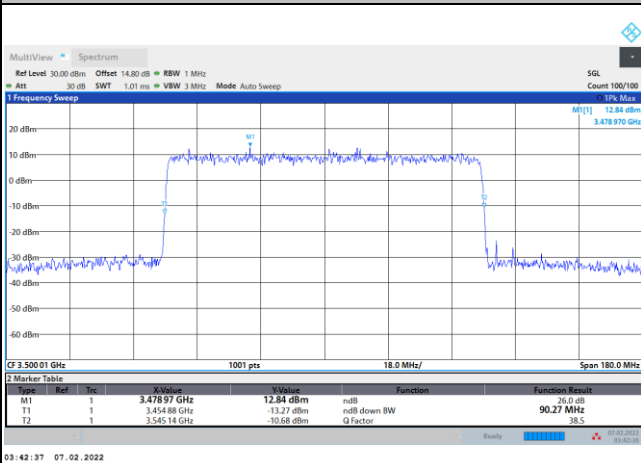 MultiView Spectrum
Ref Level 30.00 dBm Offset 14.80 dB RBW 1 MHz SGL
Att 30 dB SWT 1.01 ms VBW 3 MHz Mode Auto Sweep Count 100/100
1 Frequency Sweep 1Pk Max
M1[1] 12.84 dBm
3.478 970 GHz
20 dBm
M1
10 dBm
0 dBm
T1
T2
-10 dBm
-20 dBm
-30 dBm
-40 dBm
-50 dBm
-60 dBm
CF 3.500 01 GHz 1001 pts 18.0 MHz/ Span 180.0 MHz
2 Marker Table
Type Ref Trc X-Value Y-Value Function Function Result
M1 1 3.478 97 GHz 12.84 dBm ndB 26.0 dB
T1 1 3.454 88 GHz -13.27 dBm ndB down BW 90.27 MHz
T2 1 3.545 14 GHz -10.68 dBm Q Factor 38.5
Ready 07.02.2022
03:42:36
03:42:37 07.02.2022